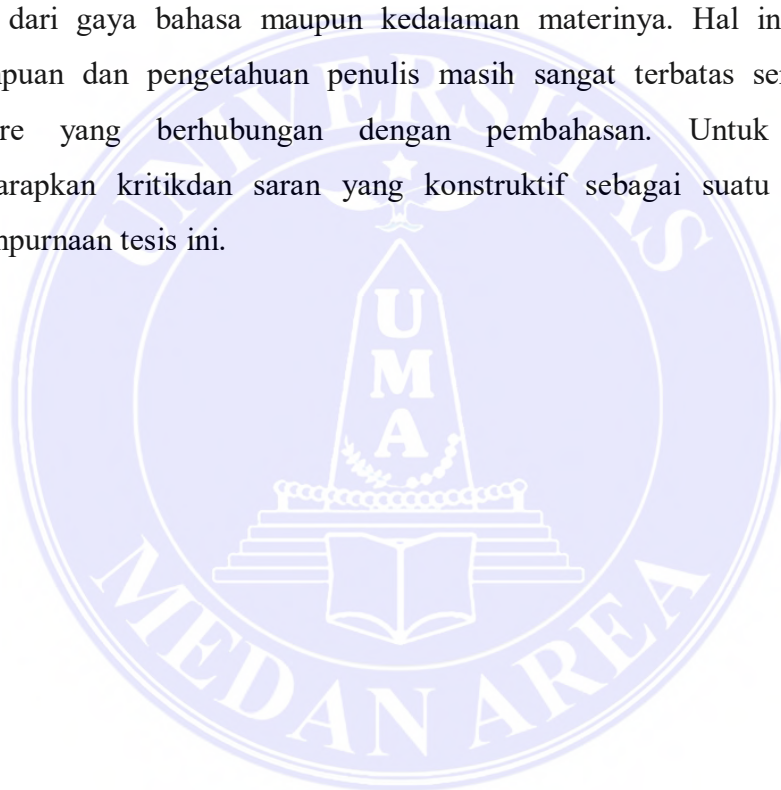 dari gaya bahasa maupun kedalaman materinya. Hal in
puan dan pengetahuan penulis masih sangat terbatas se
re yang berhubungan dengan pembahasan. Untuk
arapkan kritikdan saran yang konstruktif sebagai suatu
npurnaan tesis ini.
UNIVERSITAS
UMA
MEDAN AREA